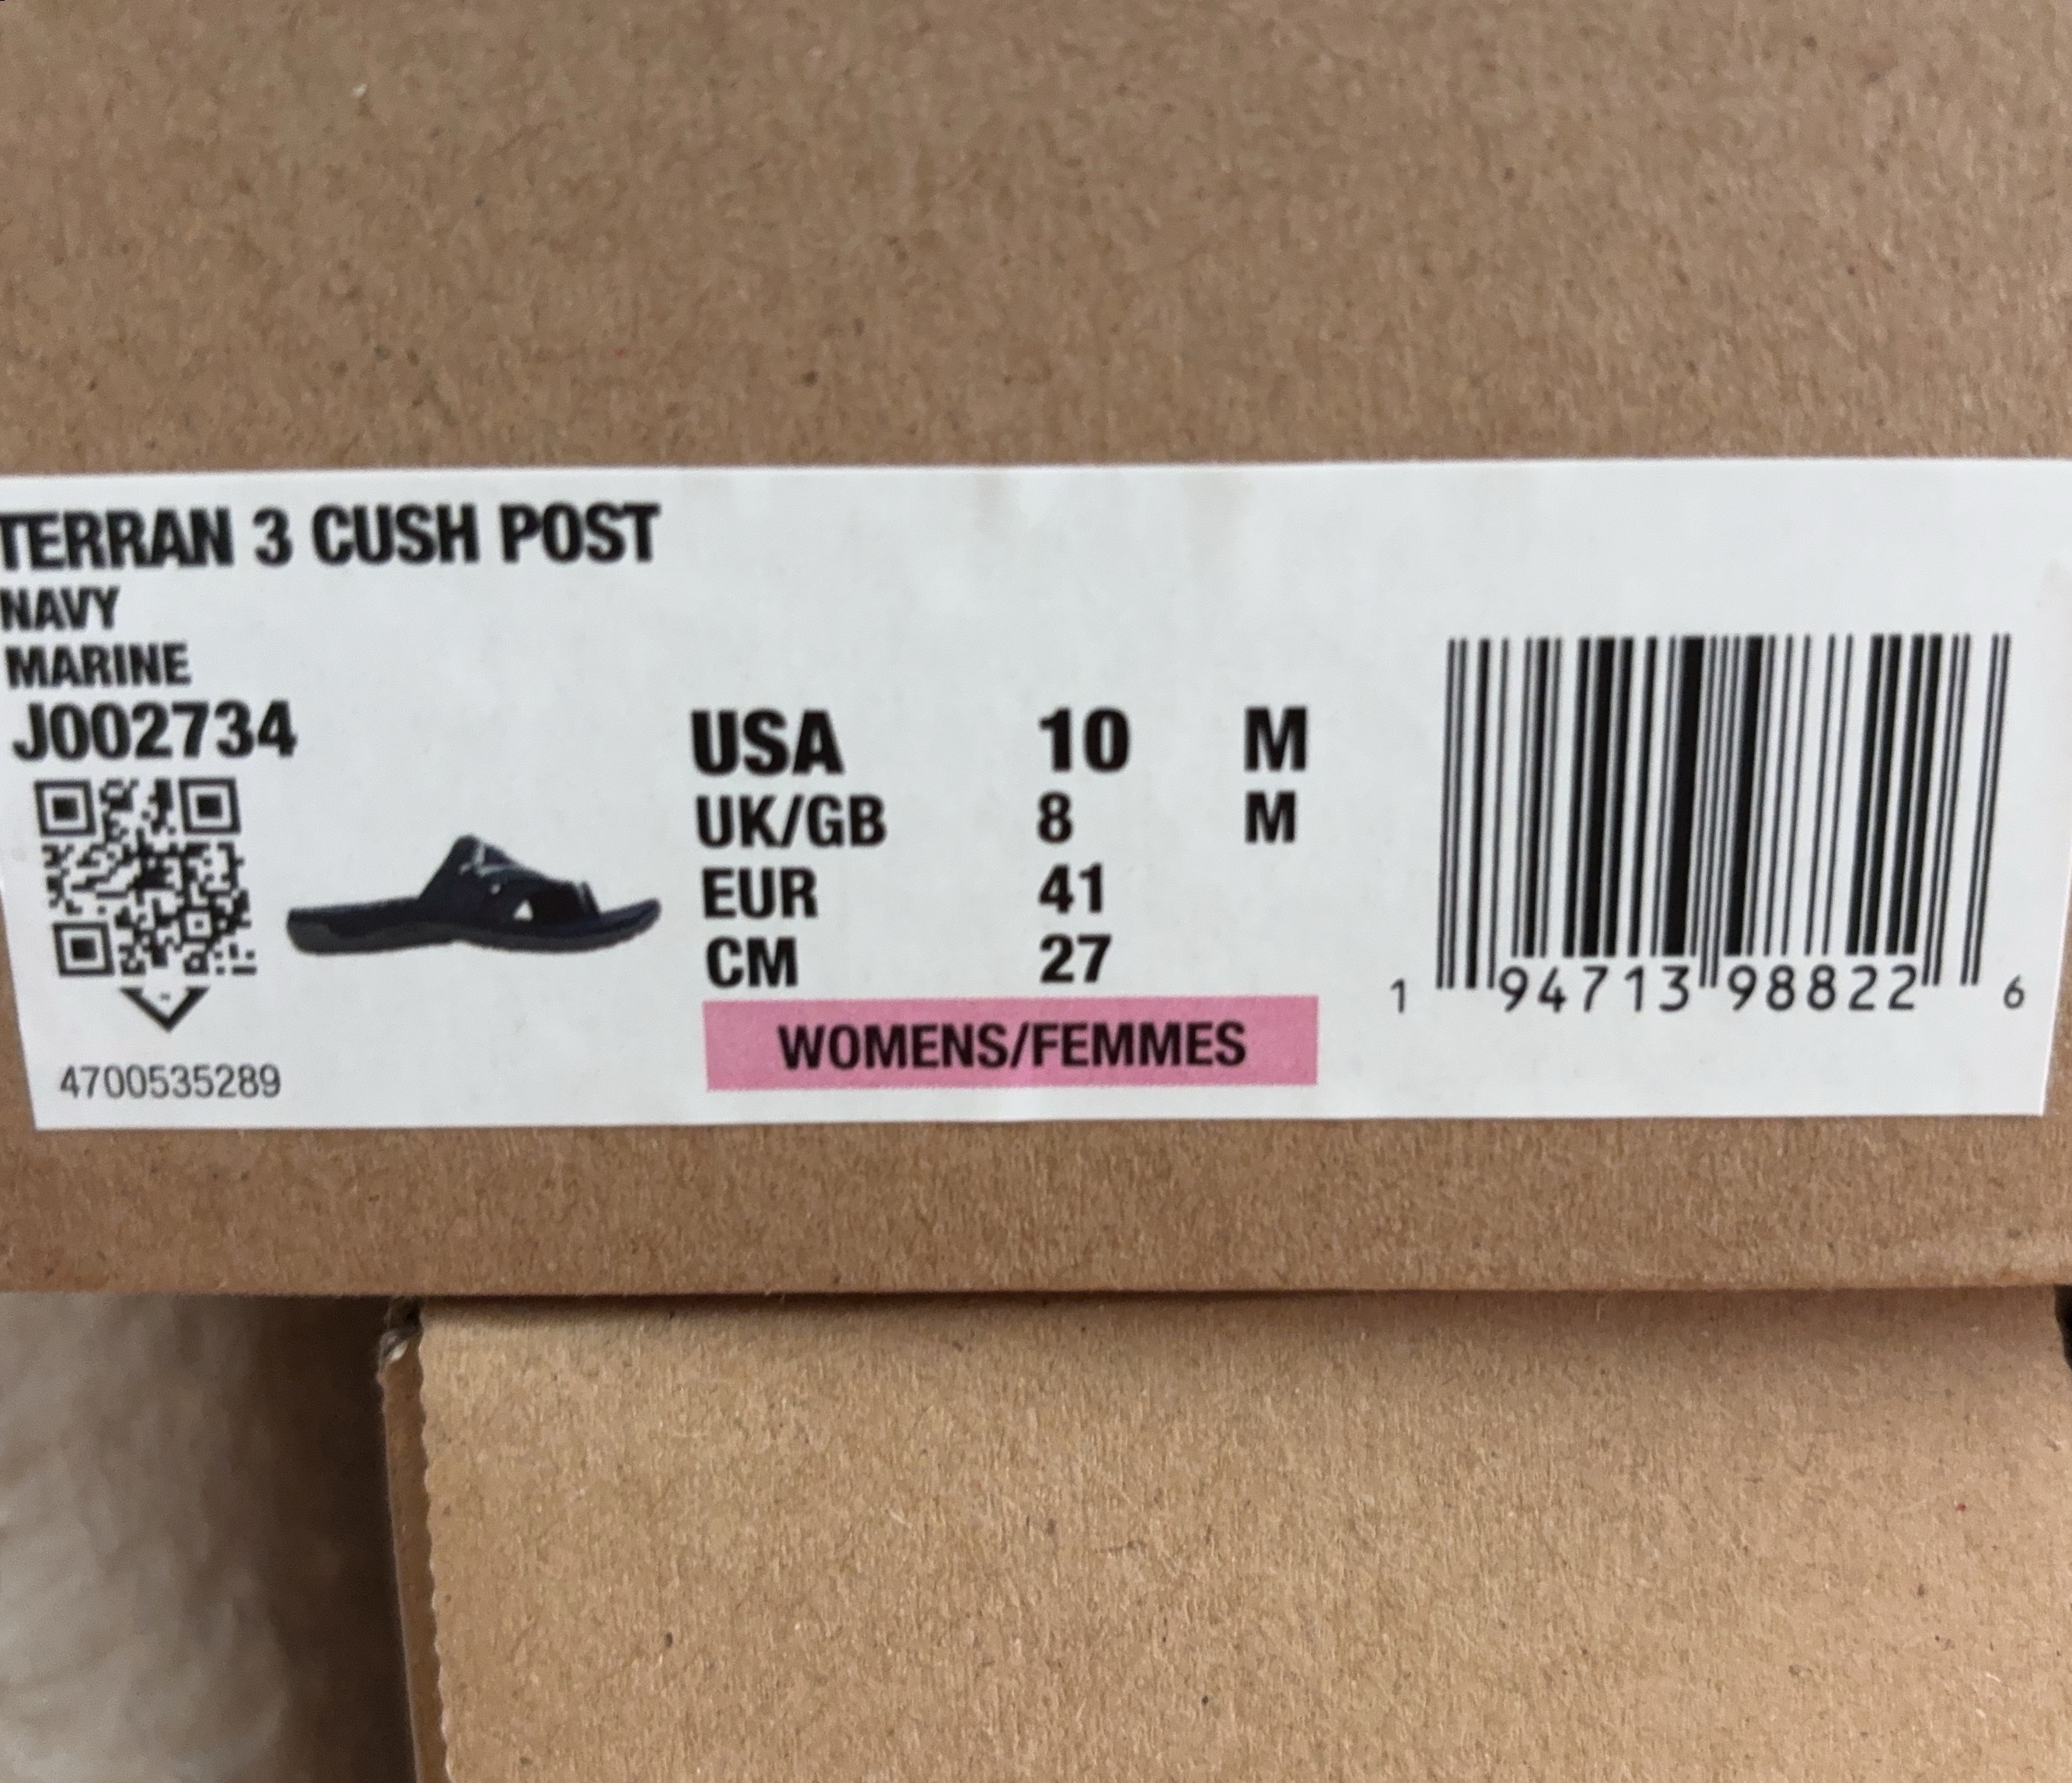 TERRAN 3 CUSH POST
NAVY
MARINE
J002734
4700535289
USA 10 M
UK/GB 8 M
EUR 41
CM 27
WOMENS/FEMMES
1 94713 98822 6